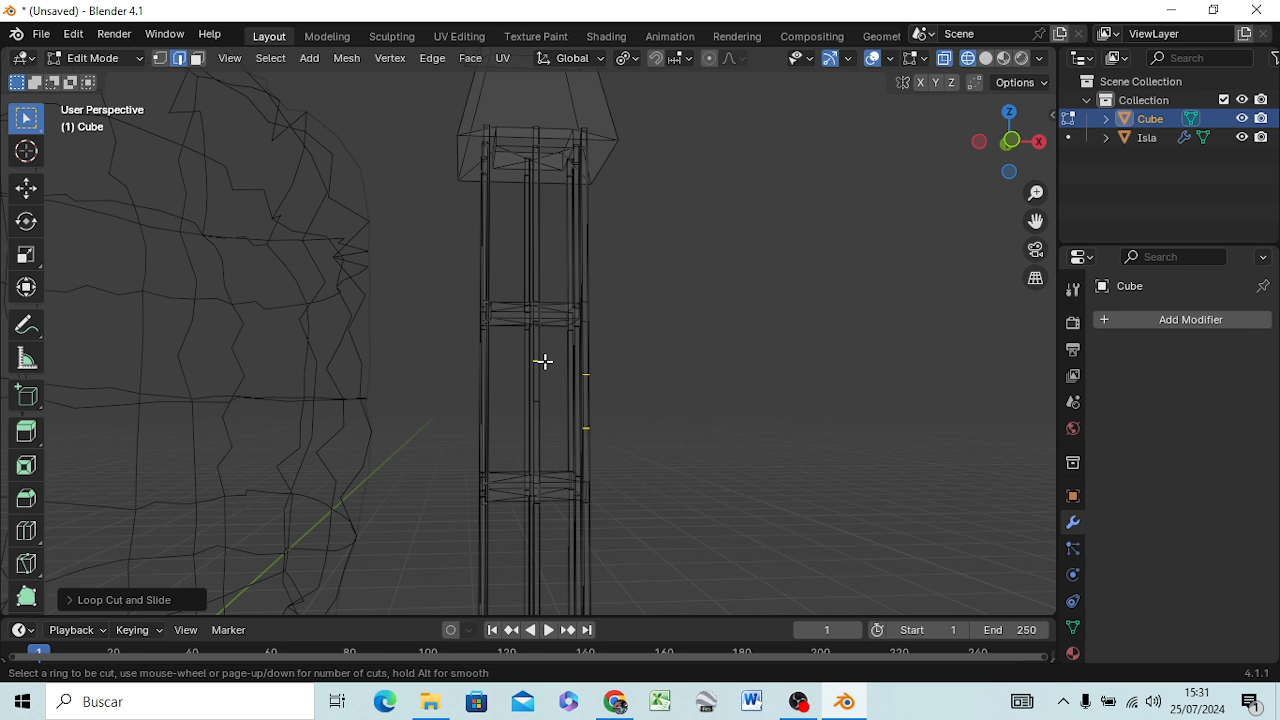 * (Unsaved) - Blender 4.1
File Edit Render Window Help
Layout Modeling Sculpting UV Editing Texture Paint Shading Animation Rendering Compositing Geomet
Scene
ViewLayer
Edit Mode
View Select Add Mesh Vertex Edge Face UV
Global
Search
X Y Z
Options
User Perspective
(1) Cube
Z
X
Scene Collection
Collection
Cube
Isla
Search
Cube
+ Add Modifier
> Loop Cut and Slide
Playback Keying View Marker
1
Start 1
End 250
1 20 40 60 80 100 120 140 160 180 200 220 240
Select a ring to be cut, use mouse-wheel or page-up/down for number of cuts, hold Alt for smooth
4.1.1
Buscar
15:31
25/07/2024
1